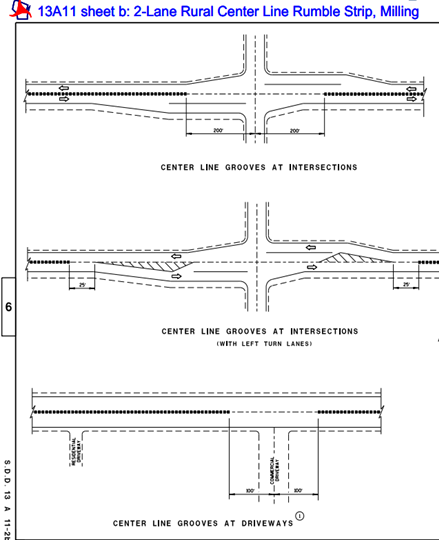 13A11 sheet b: 2-Lane Rural Center Line Rumble Strip, Milling
200'
200'
CENTER LINE GROOVES AT INTERSECTIONS
25'
25'
6
CENTER LINE GROOVES AT INTERSECTIONS
(WITH LEFT TURN LANES)
RESIDENTIAL
DRIVEWAY
COMMERCIAL
DRIVEWAY
100'
100'
CENTER LINE GROOVES AT DRIVEWAYS
S.D.D. 13 A 11-2b